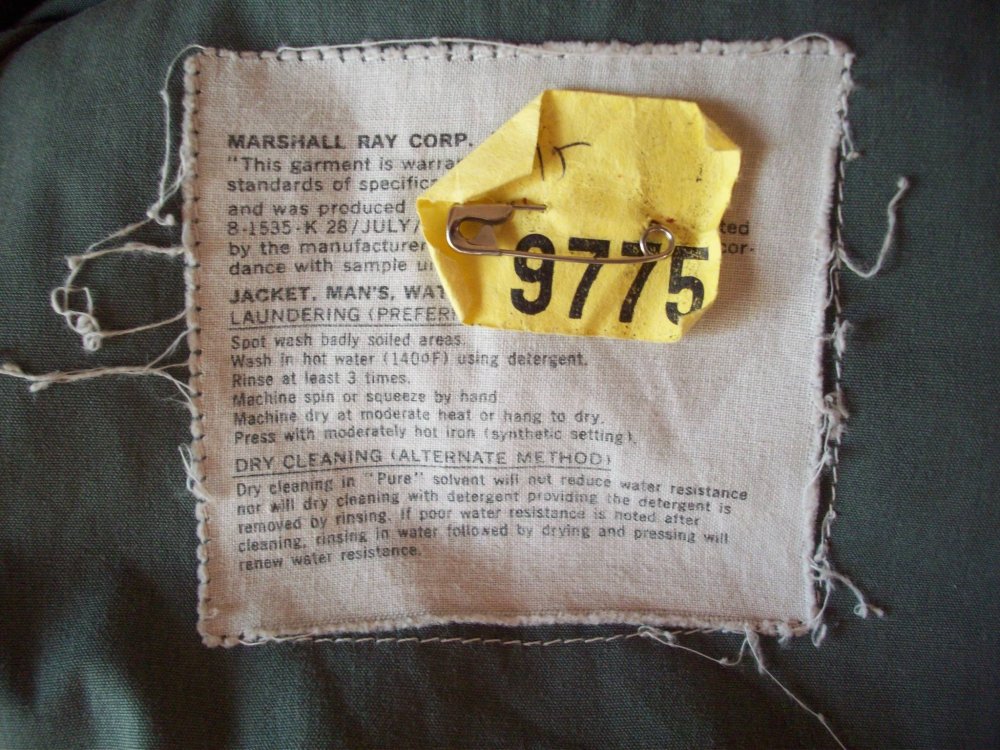 MARSHALL RAY CORP.
"This garment is warra
standards of specifica
and was produced
8-1535-K 28/JULY/ ted
by the manufacturer cor-
dance with sample u
JACKET, MAN'S, WAT
LAUNDERING (PREFER
Spot wash badly soiled areas.
Wash in hot water (140°F) using detergent.
Rinse at least 3 times.
Machine spin or squeeze by hand
Machine dry at moderate heat or hang to dry.
Press with moderately hot iron (synthetic setting).
DRY CLEANING (ALTERNATE METHOD)
Dry cleaning in "Pure" solvent will not reduce water resistance
nor will dry cleaning with detergent providing the detergent is
removed by rinsing. If poor water resistance is noted after
cleaning, rinsing in water followed by drying and pressing will
renew water resistance.
9775